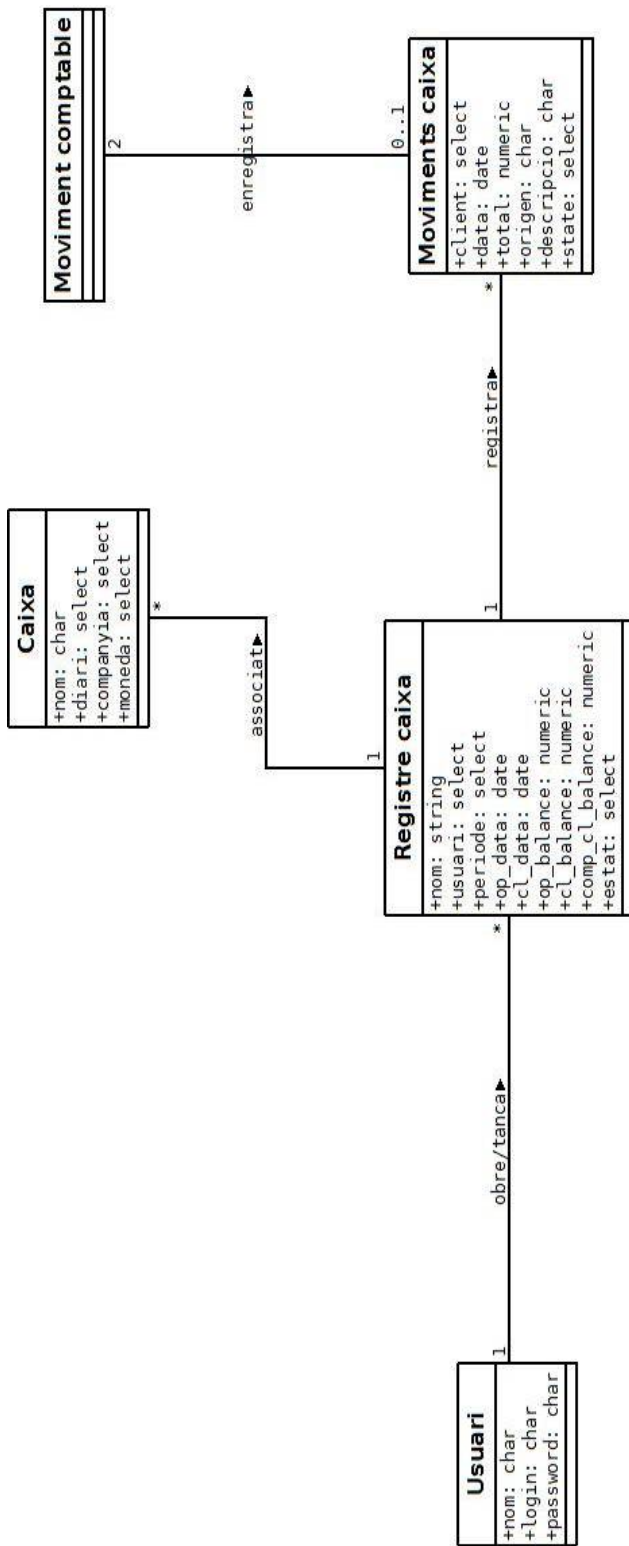 Caixa
+nom: char
+diari: select
+companyia: select
+moneda: select
*
associat►
1
Moviment comptable
2
enregistra►
0..1
Usuari
+nom: char
+login: char
+password: char
1
obre/tanca►
*
Registre caixa
+nom: string
+usuari: select
+periode: select
+op_data: date
+cl_data: date
+op_balance: numeric
+cl_balance: numeric
+comp_cl_balance: numeric
+estat: select
1
registra►
*
Moviments caixa
+client: select
+data: date
+total: numeric
+origen: char
+descripcio: char
+state: select